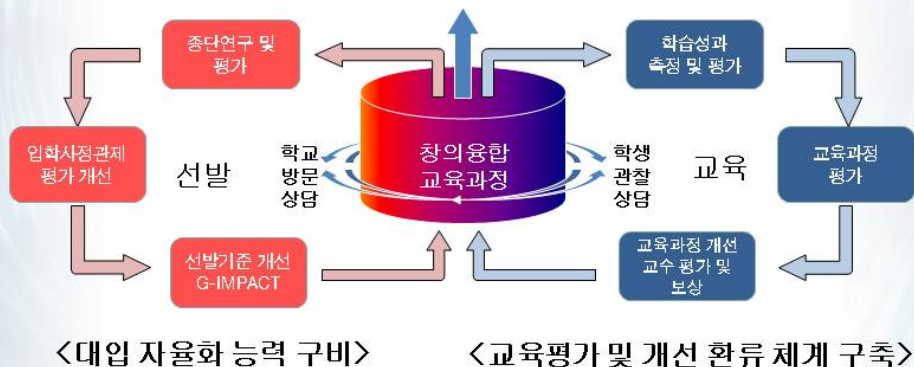 종단연구 및
평가
학습성과
측정 및 평가
입학사정관제
평가 개선
선발
학교
방문
상담
창의융합
교육과정
학생
관찰
상담
교육
교육과정
평가
선발기준 개선
G-IMPACT
교육과정 개선
교수 평가 및
보상
<대입 자율화 능력 구비>
<교육평가 및 개선 환류 체계 구축>